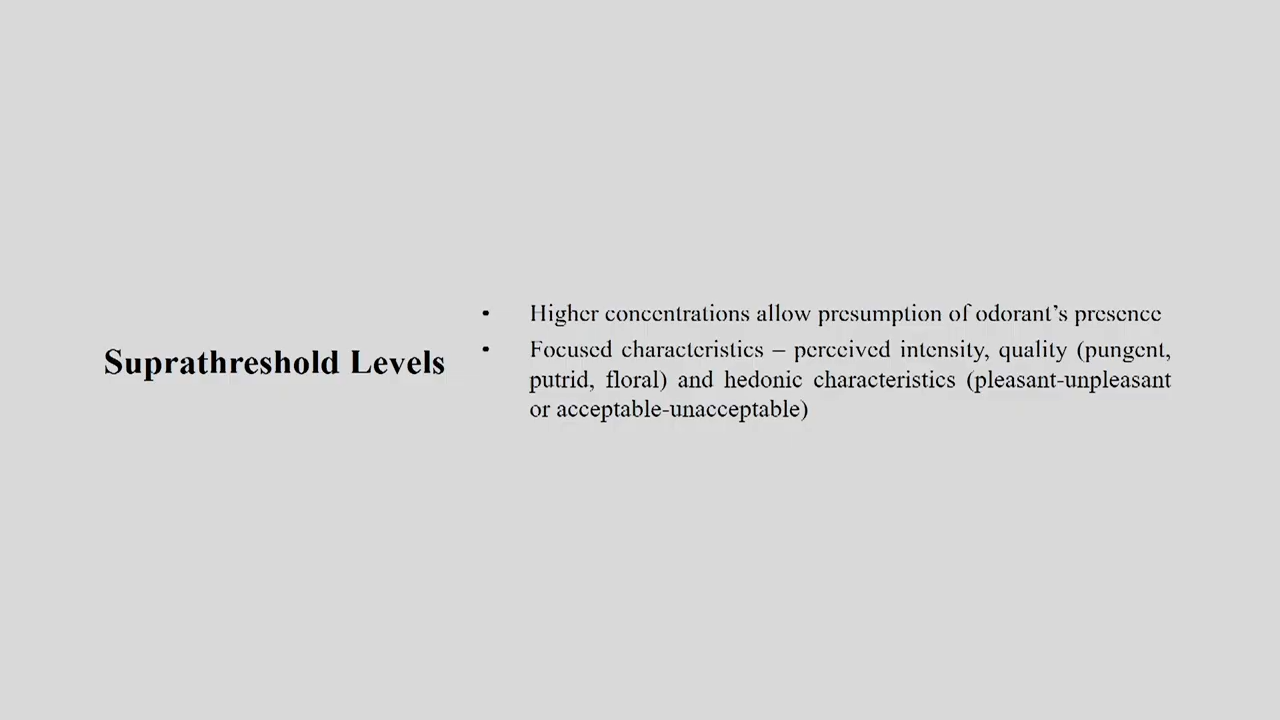 Suprathreshold Levels
• Higher concentrations allow presumption of odorant's presence
• Focused characteristics – perceived intensity, quality (pungent,
putrid, floral) and hedonic characteristics (pleasant-unpleasant
or acceptable-unacceptable)